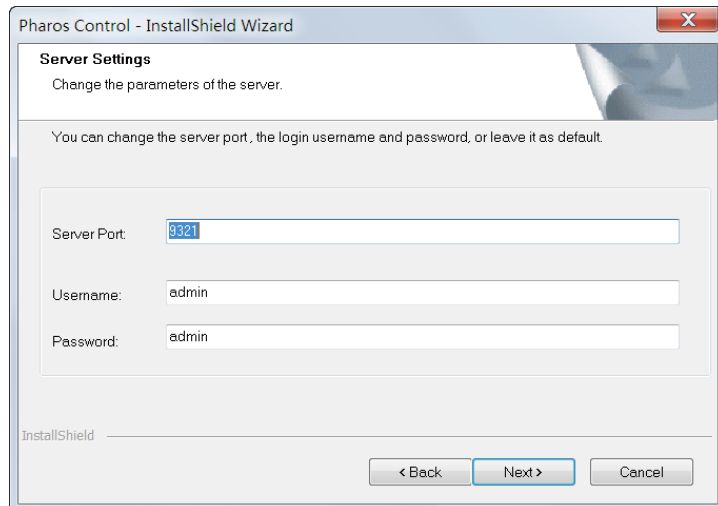 Pharos Control - InstallShield Wizard
X
Server Settings
Change the parameters of the server.
You can change the server port, the login username and password, or leave it as default.
Server Port: 9321
Username: admin
Password: admin
InstallShield
< Back Next > Cancel